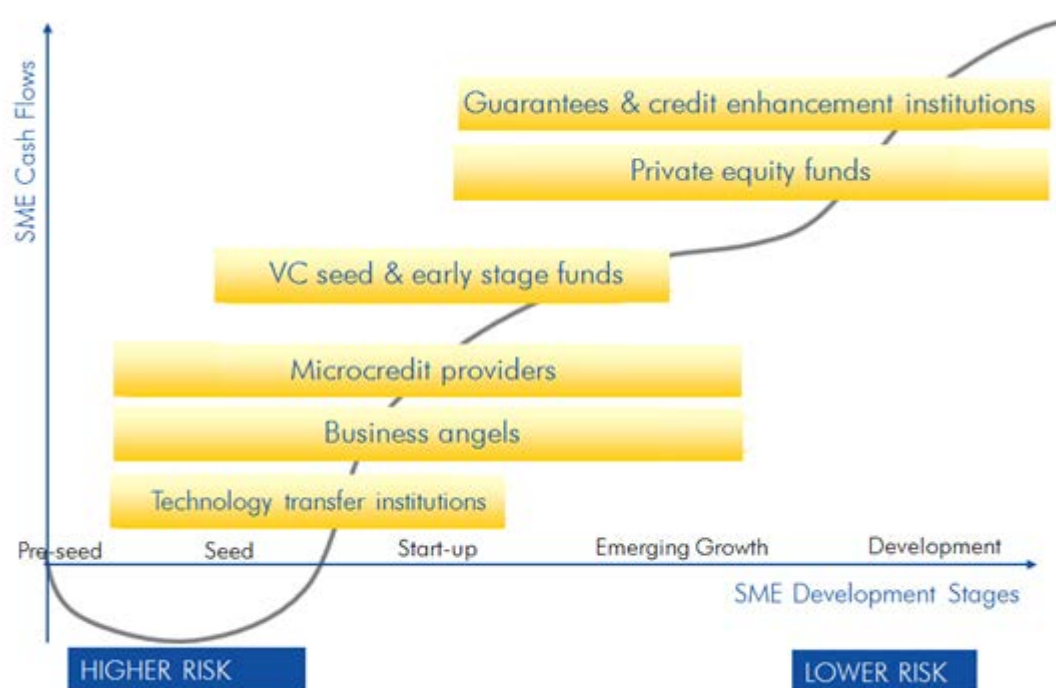 SME Cash Flows
Guarantees & credit enhancement institutions
Private equity funds
VC seed & early stage funds
Microcredit providers
Business angels
Technology transfer institutions
Pre-seed Seed Start-up Emerging Growth Development
SME Development Stages
HIGHER RISK LOWER RISK